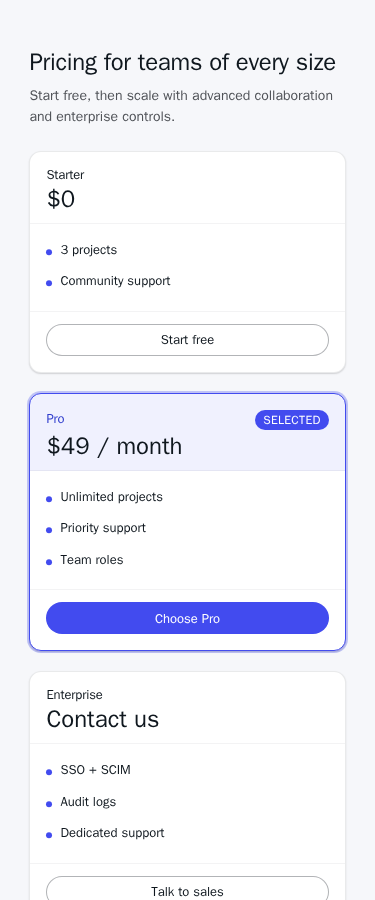 Pricing for teams of every size
Start free, then scale with advanced collaboration
and enterprise controls.
Starter
$0
3 projects
Community support
Start free
Pro
SELECTED
$49 / month
Unlimited projects
Priority support
Team roles
Choose Pro
Enterprise
Contact us
SSO + SCIM
Audit logs
Dedicated support
Talk to sales